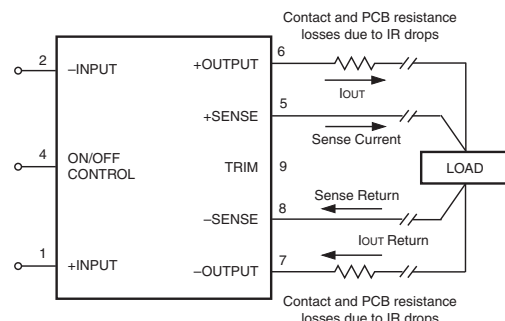 Contact and PCB resistance
losses due to IR drops
2
–INPUT
+OUTPUT
6
IOUT
5
+SENSE
Sense Current
4
ON/OFF
CONTROL
TRIM
9
LOAD
Sense Return
–SENSE
8
IOUT Return
1
+INPUT
–OUTPUT
7
Contact and PCB resistance
losses due to IR drops